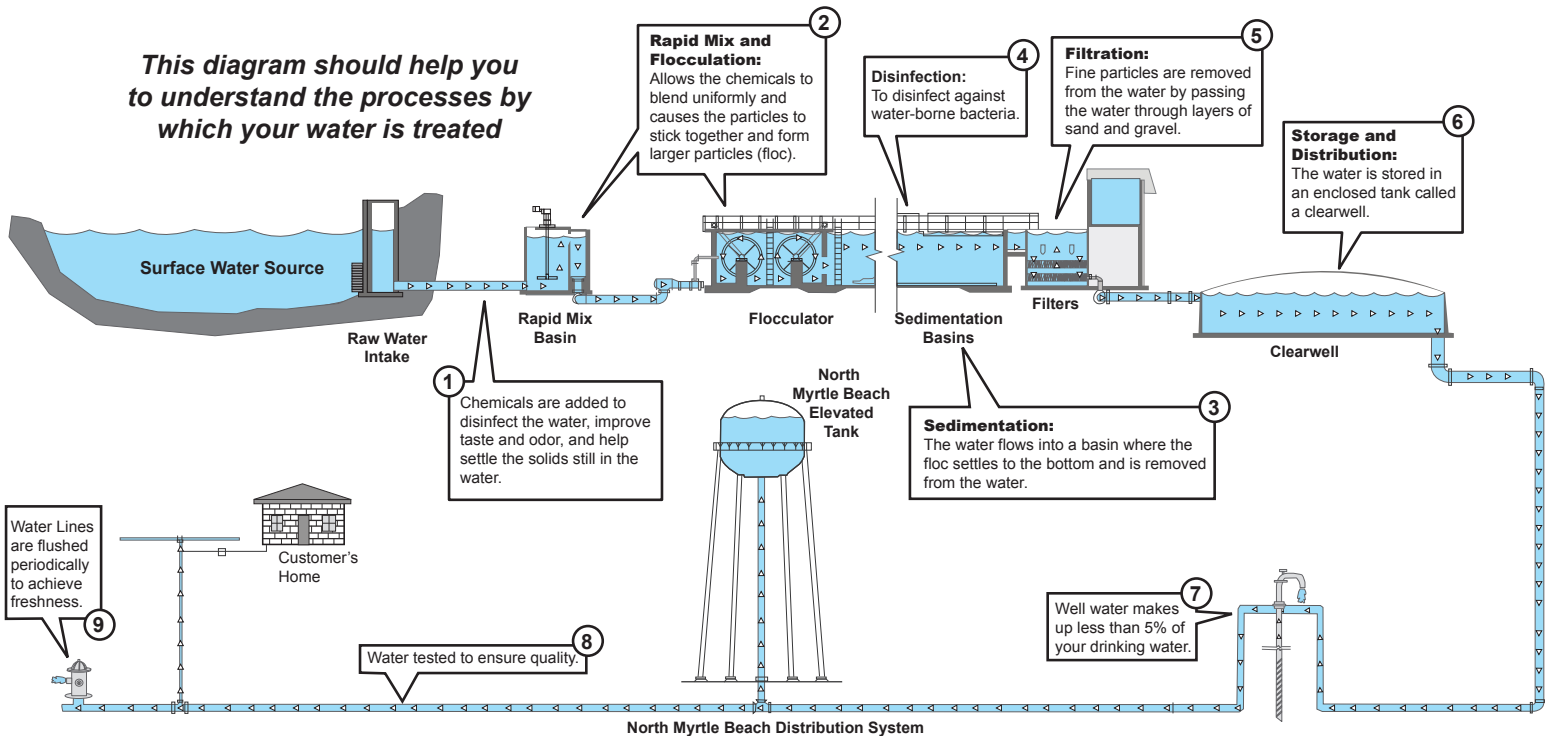 This diagram should help you
to understand the processes by
which your water is treated
2
Rapid Mix and
Flocculation:
Allows the chemicals to
blend uniformly and
causes the particles to
stick together and form
larger particles (floc).
4
Disinfection:
To disinfect against
water-borne bacteria.
5
Filtration:
Fine particles are removed
from the water by passing
the water through layers of
sand and gravel.
6
Storage and
Distribution:
The water is stored in
an enclosed tank called
a clearwell.
Surface Water Source
Raw Water
Intake
Rapid Mix
Basin
Flocculator
Sedimentation
Basins
Filters
Clearwell
1
Chemicals are added to
disinfect the water, improve
taste and odor, and help
settle the solids still in the
water.
North
Myrtle Beach
Elevated
Tank
3
Sedimentation:
The water flows into a basin where the
floc settles to the bottom and is removed
from the water.
Water Lines
are flushed
periodically
to achieve
freshness.
9
Customer's
Home
8
Water tested to ensure quality.
7
Well water makes
up less than 5% of
your drinking water.
North Myrtle Beach Distribution System